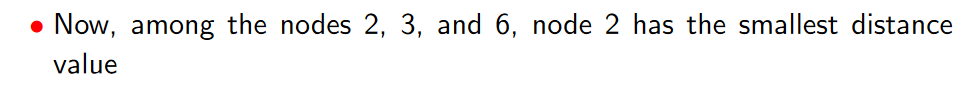 • Now, among the nodes 2, 3, and 6, node 2 has the smallest distance
value